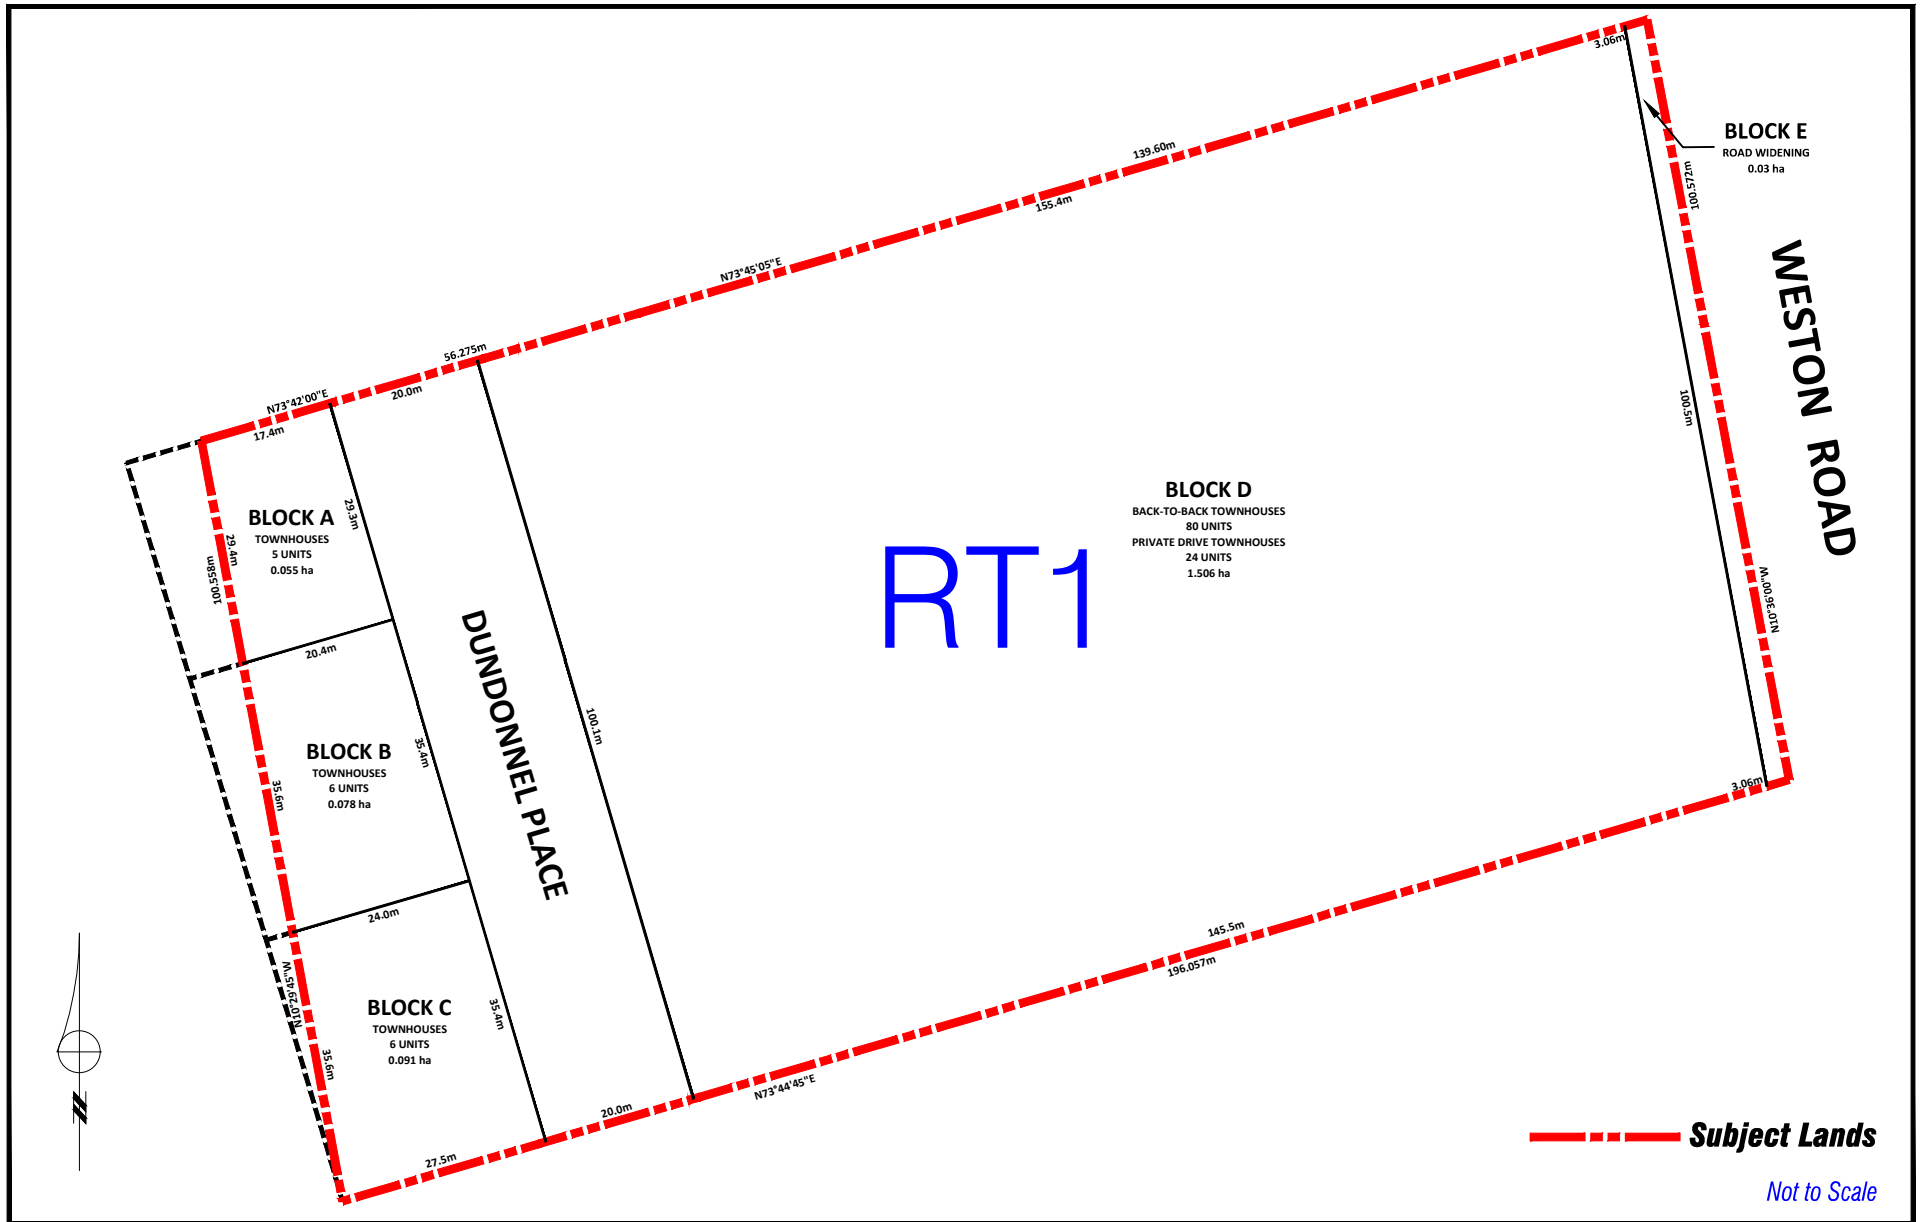 3.06m
139.60m
155.4m
N73°45'05"E
BLOCK E
ROAD WIDENING
0.03 ha
100.572m
WESTON ROAD
56.275m
20.0m
N73°42'00"E
17.4m
100.5m
29.3m
BLOCK A
TOWNHOUSES
5 UNITS
0.055 ha
29.4m
100.558m
BLOCK D
BACK-TO-BACK TOWNHOUSES
80 UNITS
PRIVATE DRIVE TOWNHOUSES
24 UNITS
1.506 ha
RT1
N10°36'00"W
20.4m
DUNDONNEL PLACE
100.1m
35.4m
BLOCK B
TOWNHOUSES
6 UNITS
0.078 ha
35.6m
3.06m
24.0m
145.5m
196.057m
N10°29'45"W
BLOCK C
TOWNHOUSES
6 UNITS
0.091 ha
35.4m
35.6m
N73°44'45"E
20.0m
27.5m
N
Subject Lands
Not to Scale